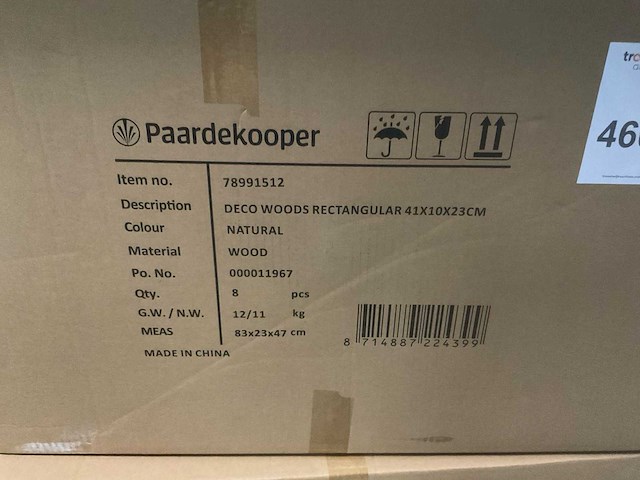 Paardekooper
Item no. 78991512
Description DECO WOODS RECTANGULAR 41X10X23CM
Colour NATURAL
Material WOOD
Po. No. 000011967
Qty. 8 pcs
G.W. / N.W. 12/11 kg
MEAS 83x23x47 cm
MADE IN CHINA
8 714887 224399